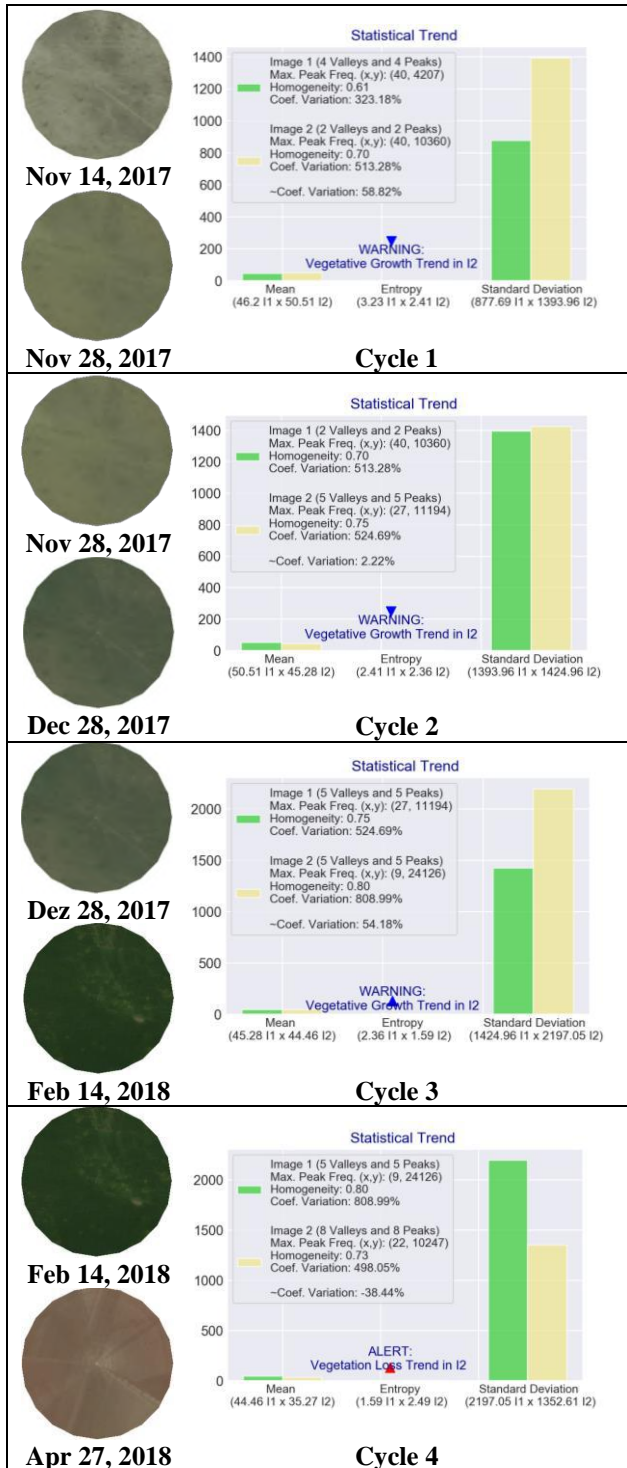 Nov 14, 2017
Nov 28, 2017
Statistical Trend
1400
1200
1000
800
600
400
200
0
Image 1 (4 Valleys and 4 Peaks)
Max. Peak Freq. (x,y): (40, 4207)
Homogeneity: 0.61
Coef. Variation: 323.18%
Image 2 (2 Valleys and 2 Peaks)
Max. Peak Freq. (x,y): (40, 10360)
Homogeneity: 0.70
Coef. Variation: 513.28%
~Coef. Variation: 58.82%
WARNING:
Vegetative Growth Trend in I2
Mean Entropy Standard Deviation
(46.2 I1 x 50.51 I2) (3.23 I1 x 2.41 I2) (877.69 I1 x 1393.96 I2)
Cycle 1
Nov 28, 2017
Dec 28, 2017
Statistical Trend
1400
1200
1000
800
600
400
200
0
Image 1 (2 Valleys and 2 Peaks)
Max. Peak Freq. (x,y): (40, 10360)
Homogeneity: 0.70
Coef. Variation: 513.28%
Image 2 (5 Valleys and 5 Peaks)
Max. Peak Freq. (x,y): (27, 11194)
Homogeneity: 0.75
Coef. Variation: 524.69%
~Coef. Variation: 2.22%
WARNING:
Vegetative Growth Trend in I2
Mean Entropy Standard Deviation
(50.51 I1 x 45.28 I2) (2.41 I1 x 2.36 I2) (1393.96 I1 x 1424.96 I2)
Cycle 2
Dez 28, 2017
Feb 14, 2018
Statistical Trend
2000
1500
1000
500
0
Image 1 (5 Valleys and 5 Peaks)
Max. Peak Freq. (x,y): (27, 11194)
Homogeneity: 0.75
Coef. Variation: 524.69%
Image 2 (5 Valleys and 5 Peaks)
Max. Peak Freq. (x,y): (9, 24126)
Homogeneity: 0.80
Coef. Variation: 808.99%
~Coef. Variation: 54.18%
WARNING:
Vegetative Growth Trend in I2
Mean Entropy Standard Deviation
(45.28 I1 x 44.46 I2) (2.36 I1 x 1.59 I2) (1424.96 I1 x 2197.05 I2)
Cycle 3
Feb 14, 2018
Apr 27, 2018
Statistical Trend
2000
1500
1000
500
0
Image 1 (5 Valleys and 5 Peaks)
Max. Peak Freq. (x,y): (9, 24126)
Homogeneity: 0.80
Coef. Variation: 808.99%
Image 2 (8 Valleys and 8 Peaks)
Max. Peak Freq. (x,y): (22, 10247)
Homogeneity: 0.73
Coef. Variation: 498.05%
~Coef. Variation: -38.44%
ALERT:
Vegetation Loss Trend in I2
Mean Entropy Standard Deviation
(44.46 I1 x 35.27 I2) (1.59 I1 x 2.49 I2) (2197.05 I1 x 1352.61 I2)
Cycle 4